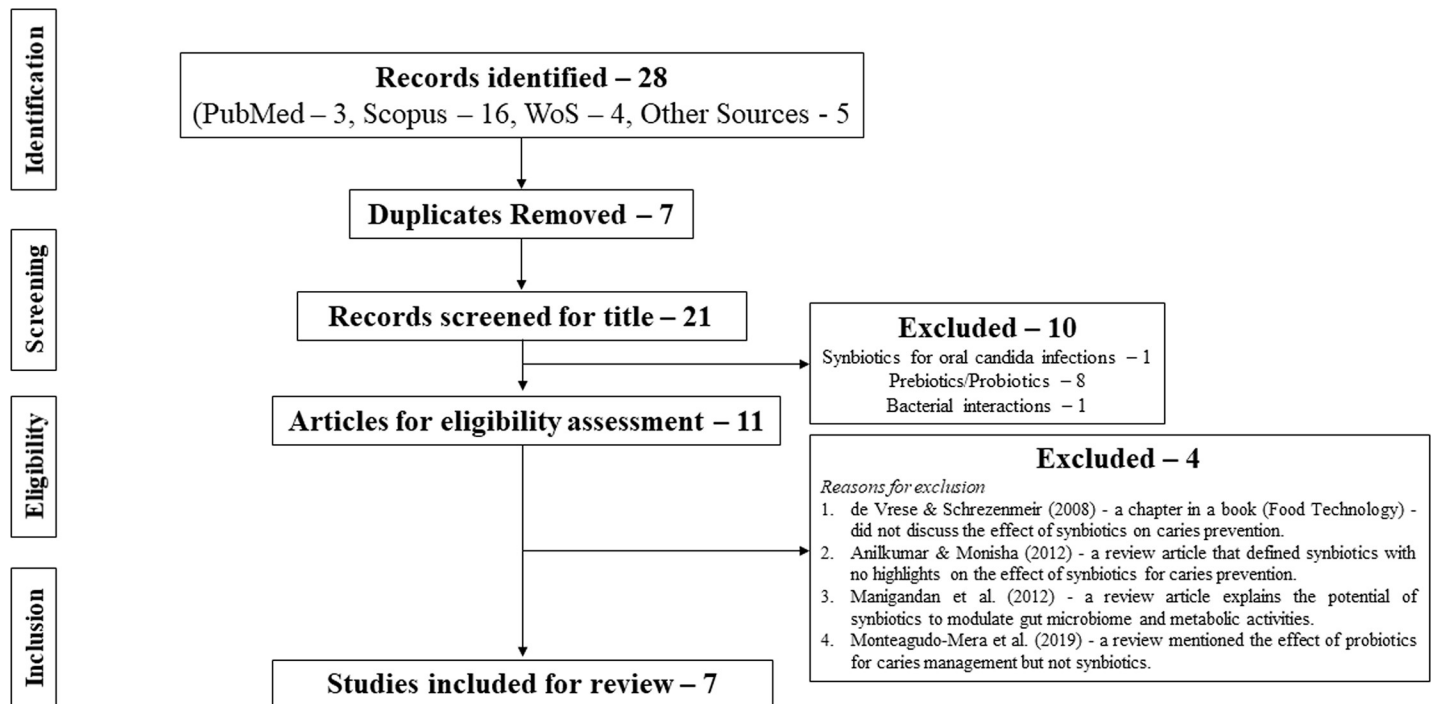 Identification
Records identified – 28
(PubMed – 3, Scopus – 16, WoS – 4, Other Sources - 5
Duplicates Removed – 7
Screening
Records screened for title – 21
Excluded – 10
Synbiotics for oral candida infections – 1
Prebiotics/Probiotics – 8
Bacterial interactions – 1
Eligibility
Articles for eligibility assessment – 11
Excluded – 4
Reasons for exclusion
1. de Vrese & Schrezenmeir (2008) - a chapter in a book (Food Technology) -
did not discuss the effect of synbiotics on caries prevention.
2. Anilkumar & Monisha (2012) - a review article that defined synbiotics with
no highlights on the effect of synbiotics for caries prevention.
3. Manigandan et al. (2012) - a review article explains the potential of
synbiotics to modulate gut microbiome and metabolic activities.
4. Monteagudo-Mera et al. (2019) - a review mentioned the effect of probiotics
for caries management but not synbiotics.
Inclusion
Studies included for review – 7